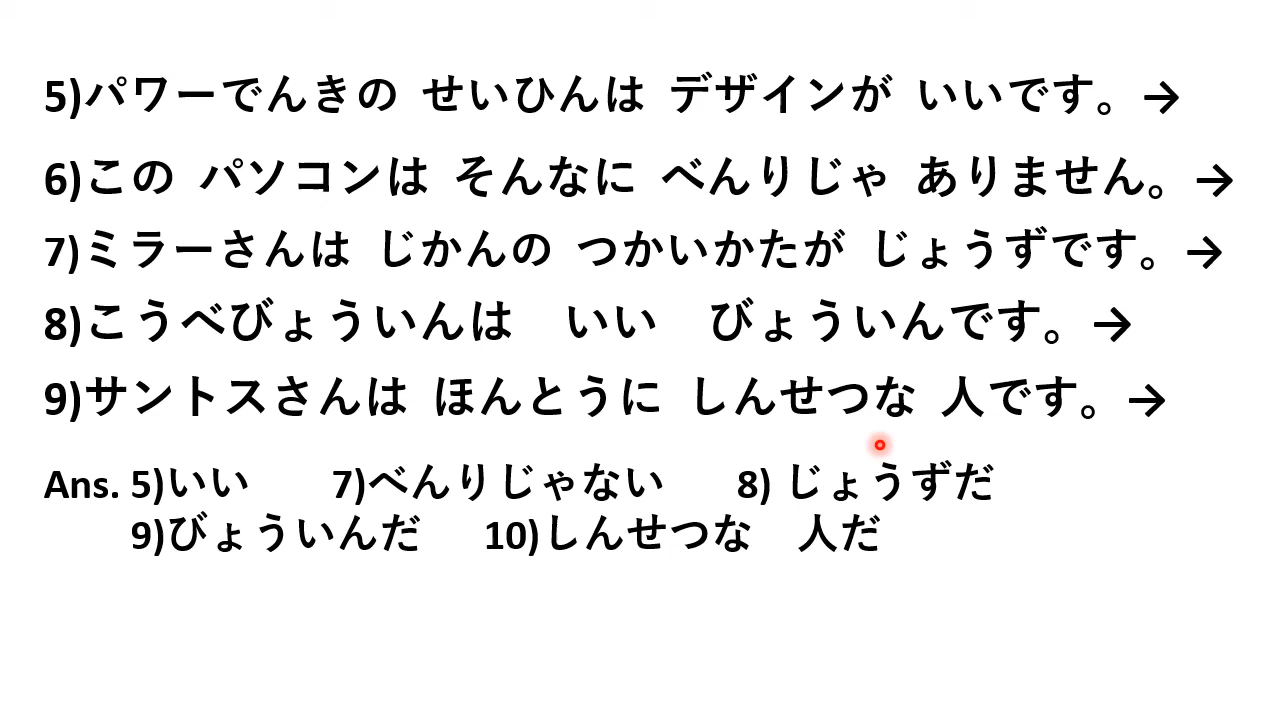 5)パワーでんきの せいひんは デザインが いいです。→
6)この パソコンは そんなに べんりじゃ ありません。→
7)ミラーさんは じかんの つかいかたが じょうずです。→
8)こうべびょういんは　いい　びょういんです。→
9)サントスさんは ほんとうに しんせつな 人です。→
Ans. 5)いい　　7)べんりじゃない　　8) じょうずだ
9)びょういんだ　　10)しんせつな　人だ